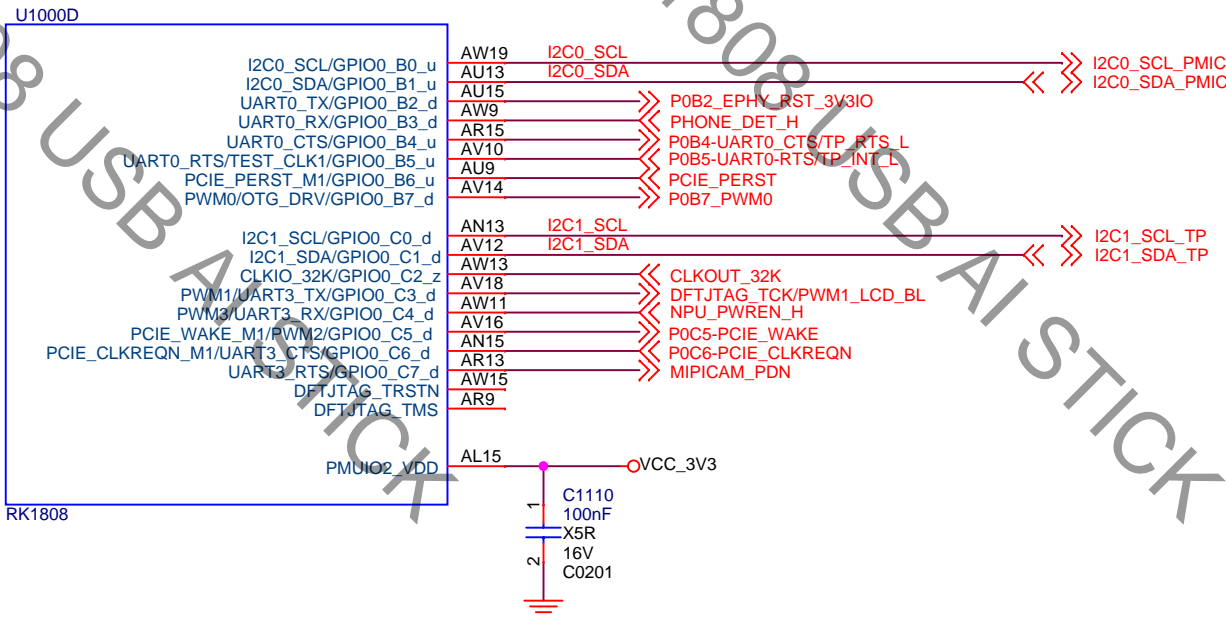 U1000D
I2C0_SCL/GPIO0_B0_u AW19 I2C0_SCL I2C0_SCL_PMIC
I2C0_SDA/GPIO0_B1_u AU13 I2C0_SDA I2C0_SDA_PMIC
UART0_TX/GPIO0_B2_d AU15 P0B2_EPHY_RST_3V3IO
UART0_RX/GPIO0_B3_d AW9 PHONE_DET_H
UART0_CTS/GPIO0_B4_u AR15 P0B4-UART0_CTS/TP_RTS_L
UART0_RTS/TEST_CLK1/GPIO0_B5_u AV10 P0B5-UART0-RTS/TP_INT_L
PCIE_PERST_M1/GPIO0_B6_u AU9 PCIE_PERST
PWM0/OTG_DRV/GPIO0_B7_d AV14 P0B7_PWM0
I2C1_SCL/GPIO0_C0_d AN13 I2C1_SCL I2C1_SCL_TP
I2C1_SDA/GPIO0_C1_d AV12 I2C1_SDA I2C1_SDA_TP
CLKIO_32K/GPIO0_C2_z AW13 CLKOUT_32K
PWM1/UART3_TX/GPIO0_C3_d AV18 DFTJTAG_TCK/PWM1_LCD_BL
PWM3/UART3_RX/GPIO0_C4_d AW11 NPU_PWREN_H
PCIE_WAKE_M1/PWM2/GPIO0_C5_d AV16 P0C5-PCIE_WAKE
PCIE_CLKREQN_M1/UART3_CTS/GPIO0_C6_d AN15 P0C6-PCIE_CLKREQN
UART3_RTS/GPIO0_C7_d AR13 MIPICAM_PDN
DFTJTAG_TRSTN AW15
DFTJTAG_TMS AR9
PMUIO2_VDD AL15 VCC_3V3
RK1808
1
C1110
100nF
X5R
16V
2
C0201
08 USB AI STICK
1808 USB AI STICK